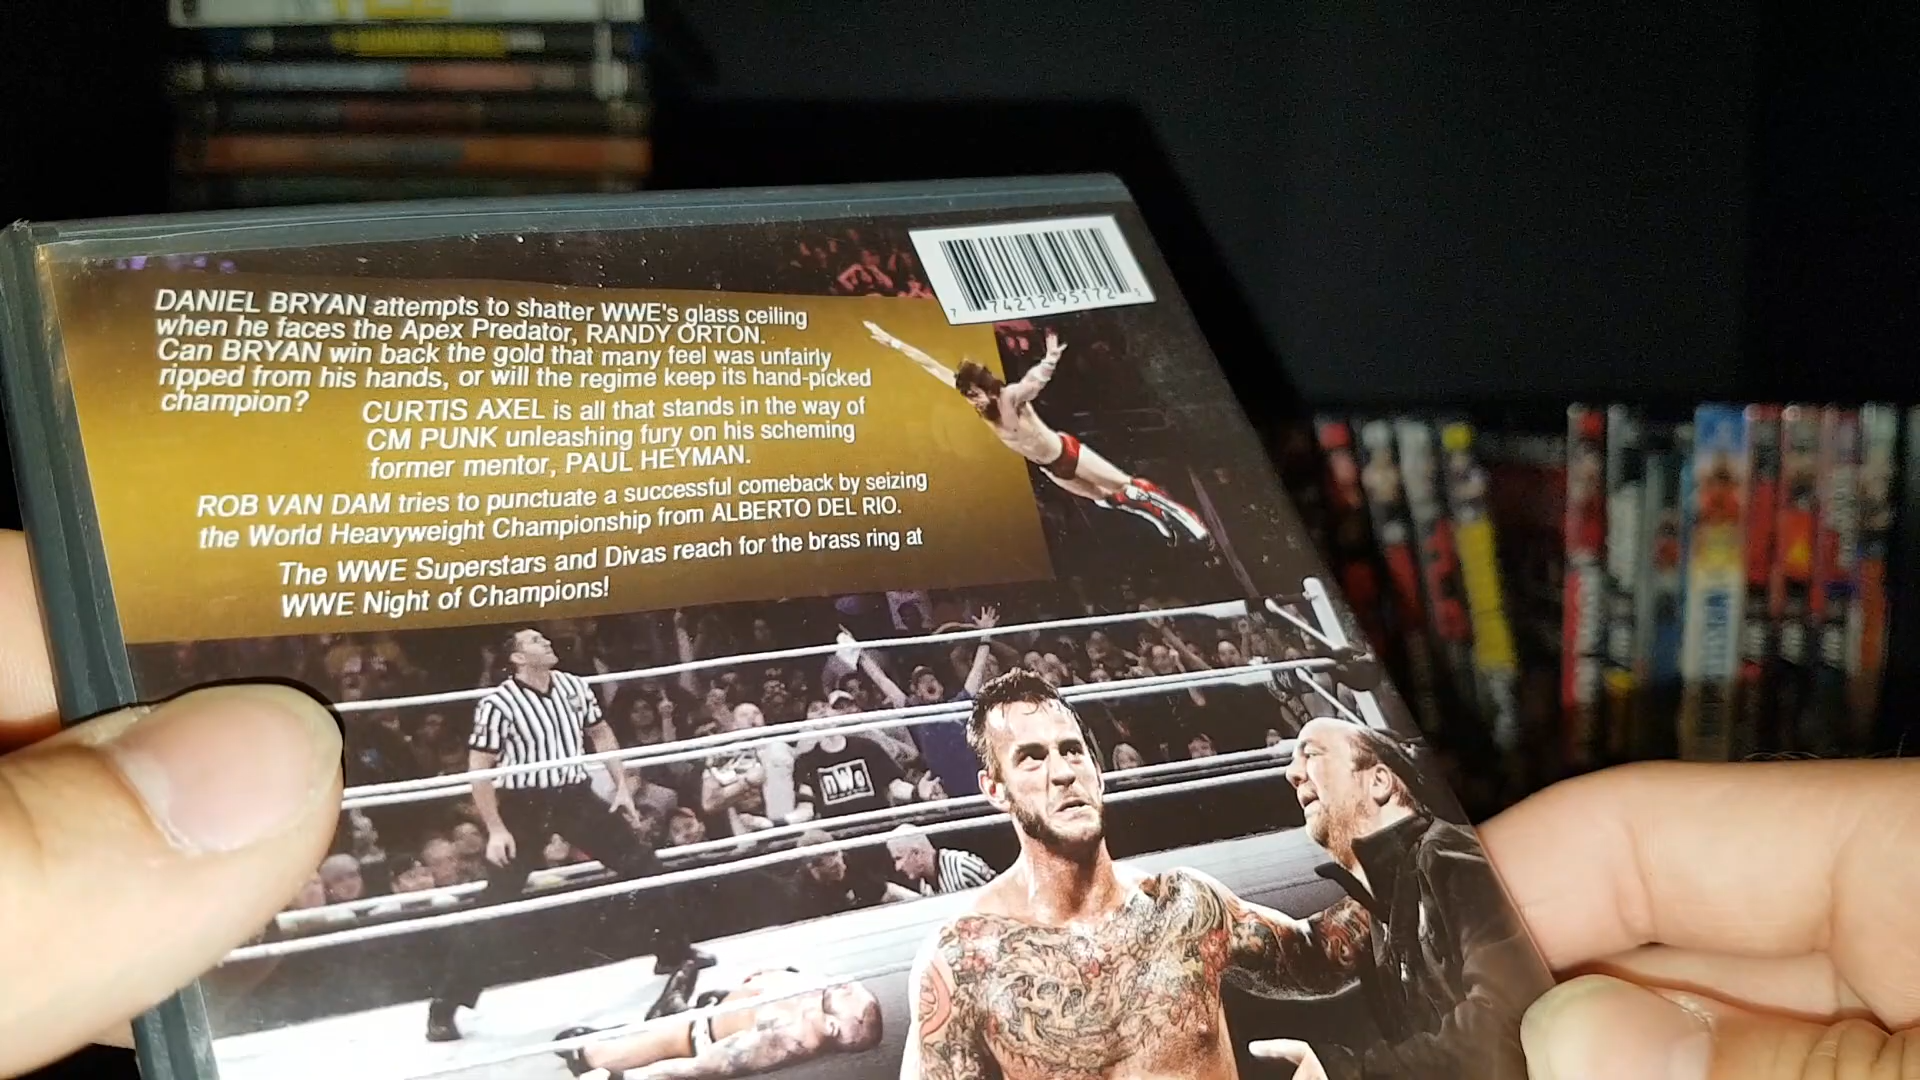 DANIEL BRYAN attempts to shatter WWE's glass ceiling
when he faces the Apex Predator, RANDY ORTON.
Can BRYAN win back the gold that many feel was unfairly
ripped from his hands, or will the regime keep its hand-picked
champion?
CURTIS AXEL is all that stands in the way of
CM PUNK unleashing fury on his scheming
former mentor, PAUL HEYMAN.
ROB VAN DAM tries to punctuate a successful comeback by seizing
the World Heavyweight Championship from ALBERTO DEL RIO.
The WWE Superstars and Divas reach for the brass ring at
WWE Night of Champions!
7 74212 95172 5
nWo